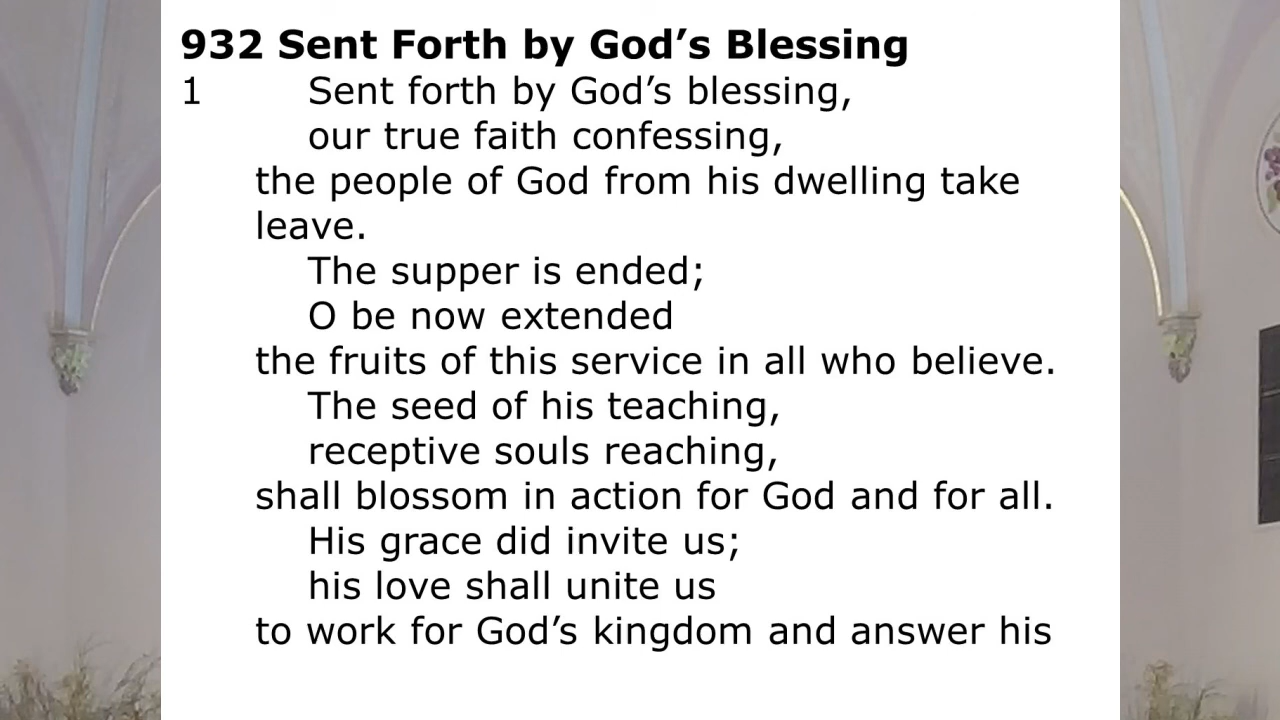 932 Sent Forth by God’s Blessing
1 Sent forth by God’s blessing,
our true faith confessing,
the people of God from his dwelling take
leave.
The supper is ended;
O be now extended
the fruits of this service in all who believe.
The seed of his teaching,
receptive souls reaching,
shall blossom in action for God and for all.
His grace did invite us;
his love shall unite us
to work for God’s kingdom and answer his